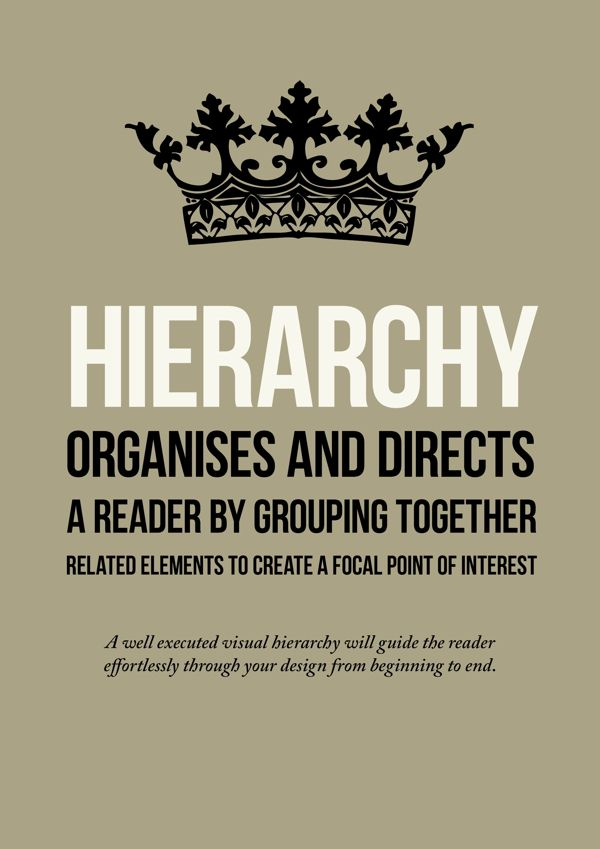 HIERARCHY
ORGANISES AND DIRECTS
A READER BY GROUPING TOGETHER
RELATED ELEMENTS TO CREATE A FOCAL POINT OF INTEREST
A well executed visual hierarchy will guide the reader
effortlessly through your design from beginning to end.